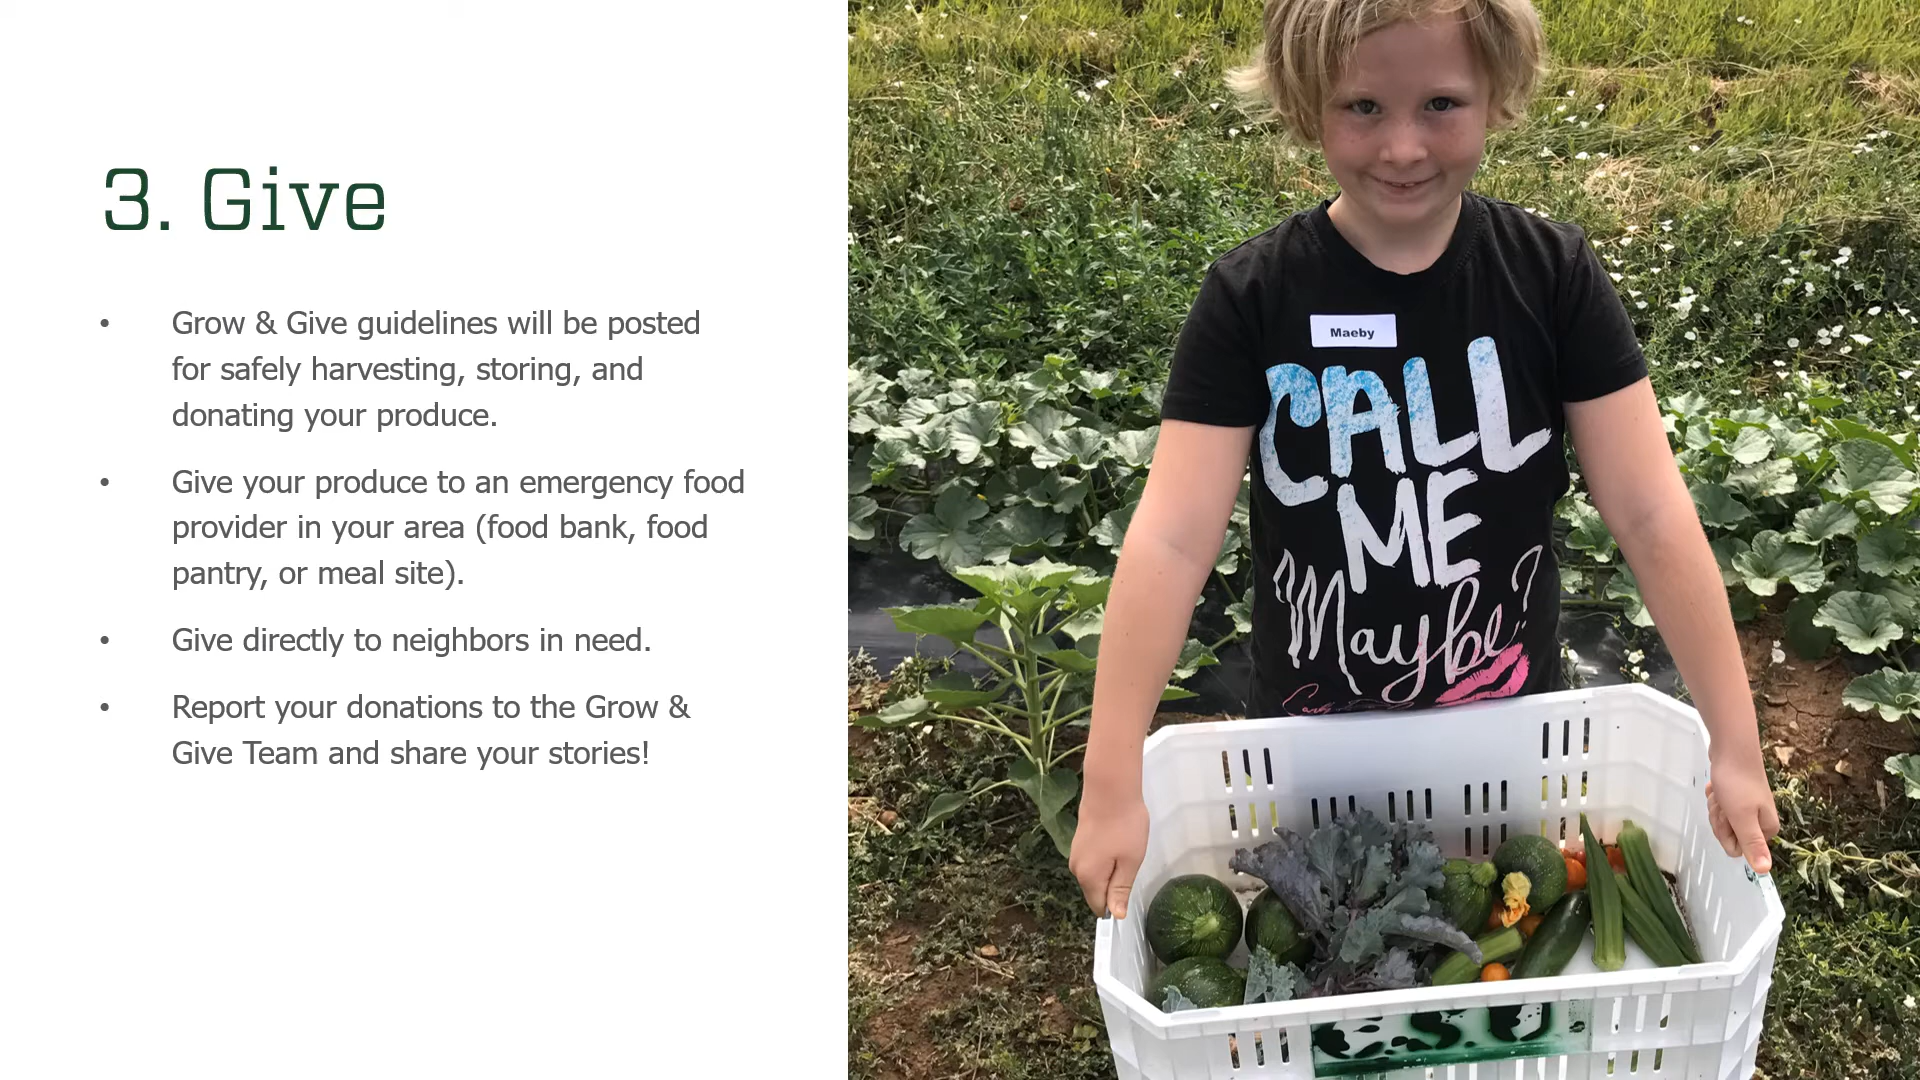 3. Give
• Grow & Give guidelines will be posted
for safely harvesting, storing, and
donating your produce.
• Give your produce to an emergency food
provider in your area (food bank, food
pantry, or meal site).
• Give directly to neighbors in need.
• Report your donations to the Grow &
Give Team and share your stories!
Maeby
CALL
ME
Maybe?
CSU